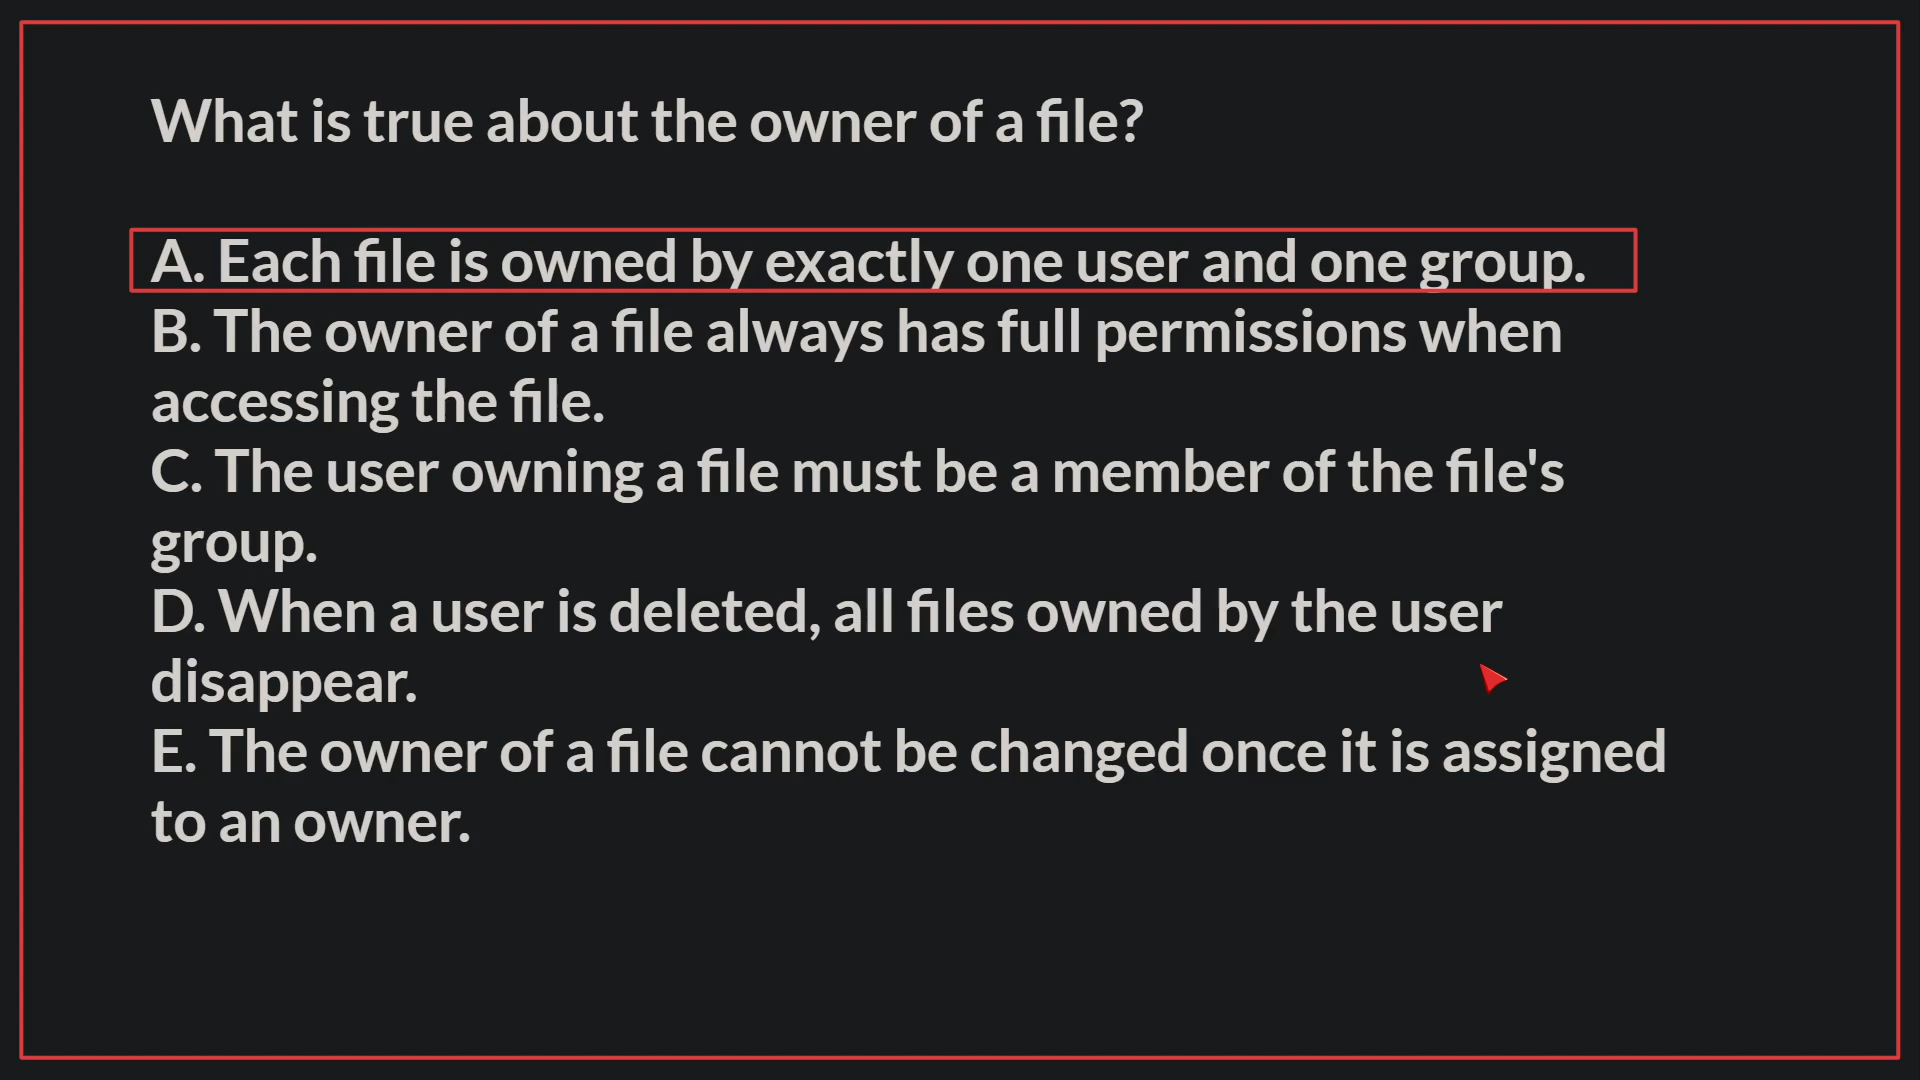 What is true about the owner of a file?
A. Each file is owned by exactly one user and one group.
B. The owner of a file always has full permissions when
accessing the file.
C. The user owning a file must be a member of the file's
group.
D. When a user is deleted, all files owned by the user
disappear.
E. The owner of a file cannot be changed once it is assigned
to an owner.